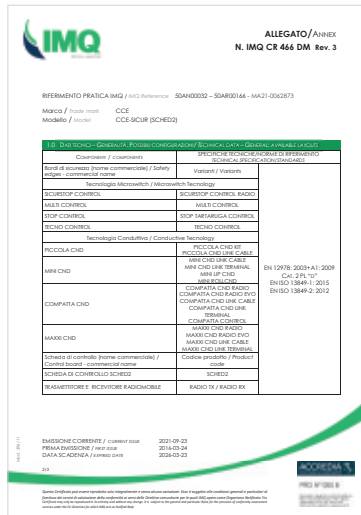 IMQ
ALLEGATO/ANNEX
N. IMQ CR 466 DM Rev. 3
RIFERIMENTO PRATICA IMQ / IMQ Reference 50AN00032 – 50AR00166 - MA21-0062873
Marca / Trade mark CCE
Modello / Model CCE-SICUR (SCHED2)
1.0 DATI TECNICI – GENERALITÀ, POSSIBILI CONFIGURAZIONI/ TECHNICAL DATA – GENERAL/ AVAILABLE LAYOUTS
COMPONENTI / COMPONENTS
SPECIFICHE TECNICHE/NORME DI RIFERIMENTO
TECHNICAL SPECIFICATION/STANDARDS
Bordi di sicurezza (nome commerciale) / Safety edges - commercial name
Varianti / Variants
Tecnologia Microswitch / Microswitch Technology
SICURSTOP CONTROL SICURSTOP CONTROL RADIO
MULTI CONTROL MULTI CONTROL
STOP CONTROL STOP TARTARUGA CONTROL
TECNO CONTROL TECNO CONTROL
Tecnologia Conduttiva / Conductive Technology
PICCOLA CND
PICCOLA CND KIT
PICCOLA CND LINK CABLE
MINI CND
MINI CND LINK CABLE
MINI CND LINK TERMINAL
MINI LIP CND
MINI ROLLCND
COMPATTA CND
COMPATTA CND RADIO
COMPATTA CND RADIO EVO
COMPATTA CND LINK CABLE
COMPATTA CND LINK
TERMINAL
COMPATTA CONTROL
MAXXI CND
MAXXI CND RADIO
MAXXI CND RADIO EVO
MAXXI CND LINK CABLE
MAXXI CND LINK TERMINAL
EN 12978: 2003+A1: 2009
CAT. 2 PL "D"
EN ISO 13849-1: 2015
EN ISO 13849-2: 2012
Scheda di controllo (nome commerciale) /
Control board - commercial name
Codice prodotto / Product
code
SCHEDA DI CONTROLLO SCHED2 SCHED2
TRASMETTITORE E RICEVITORE RADIOMOBILE RADIO TX / RADIO RX
EMISSIONE CORRENTE / CURRENT ISSUE 2021-09-23
PRIMA EMISSIONE / FIRST ISSUE 2016-03-24
DATA SCADENZA / EXPIRED DATE 2026-03-23
2/3
ACCREDIA